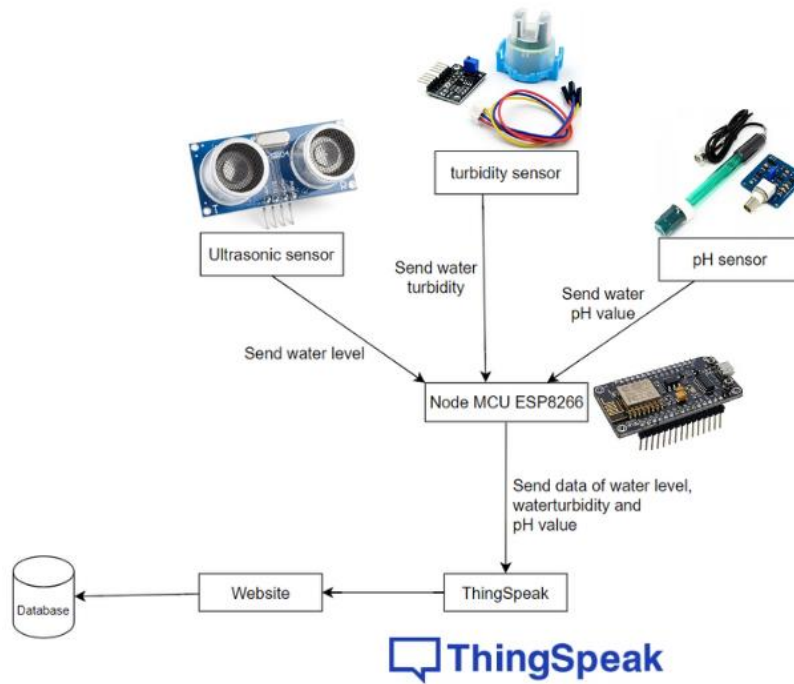 turbidity sensor
T
R
Ultrasonic sensor
pH sensor
Send water
turbidity
Send water
pH value
Send water level
Node MCU ESP8266
Send data of water level,
waterturbidity and
pH value
Database
Website
ThingSpeak
ThingSpeak